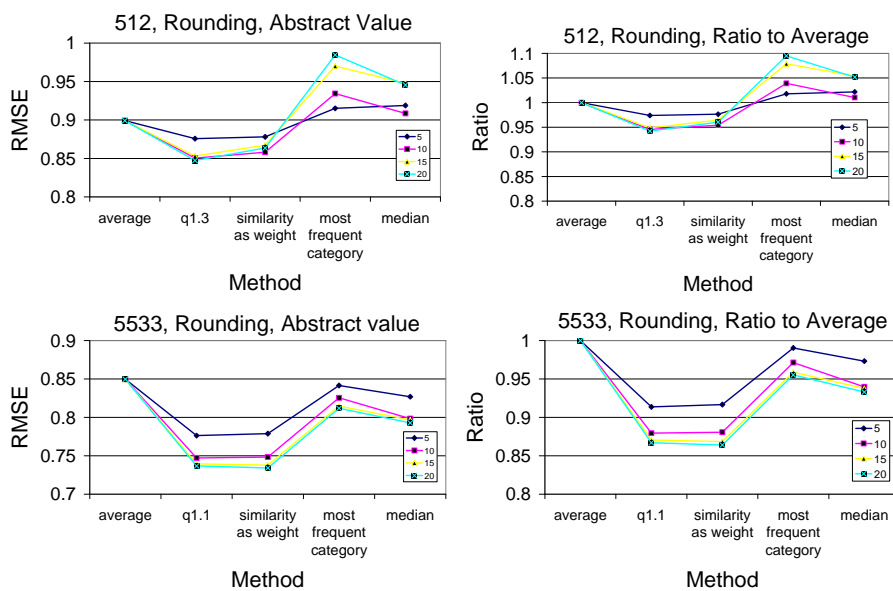 512, Rounding, Abstract Value
1
0.95
0.9
0.85
0.8
RMSE
5
10
15
20
average
q1.3
similarity
as weight
most
frequent
category
median
Method
512, Rounding, Ratio to Average
1.1
1.05
1
0.95
0.9
0.85
0.8
Ratio
5
10
15
20
average
q1.3
similarity
as weight
most
frequent
category
median
Method
5533, Rounding, Abstract value
0.9
0.85
0.8
0.75
0.7
RMSE
5
10
15
20
average
q1.1
similarity
as weight
most
frequent
category
median
Method
5533, Rounding, Ratio to Average
1
0.95
0.9
0.85
0.8
Ratio
5
10
15
20
average
q1.1
similarity
as weight
most
frequent
category
median
Method